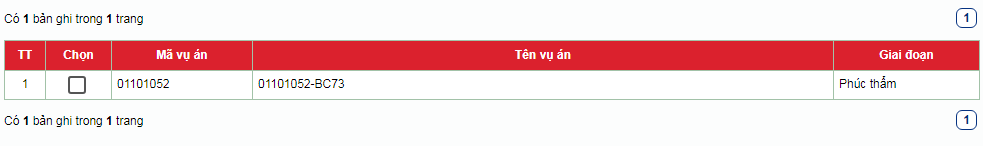 Có 1 bản ghi trong 1 trang 1
TT Chọn Mã vụ án Tên vụ án Giai đoạn
1 01101052 01101052-BC73 Phúc thẩm
Có 1 bản ghi trong 1 trang 1